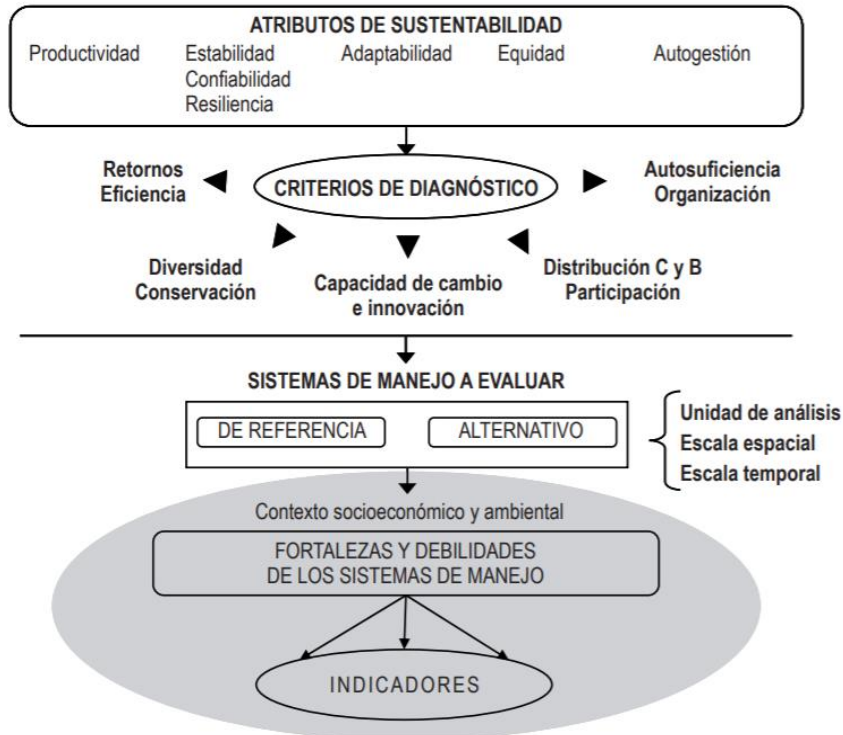 ATRIBUTOS DE SUSTENTABILIDAD
Productividad Estabilidad Adaptabilidad Equidad Autogestión
Confiabilidad
Resiliencia
Retornos
Eficiencia
CRITERIOS DE DIAGNÓSTICO
Autosuficiencia
Organización
Diversidad
Conservación
Capacidad de cambio
e innovación
Distribución C y B
Participación
SISTEMAS DE MANEJO A EVALUAR
DE REFERENCIA
ALTERNATIVO
Unidad de análisis
Escala espacial
Escala temporal
Contexto socioeconómico y ambiental
FORTALEZAS Y DEBILIDADES
DE LOS SISTEMAS DE MANEJO
INDICADORES